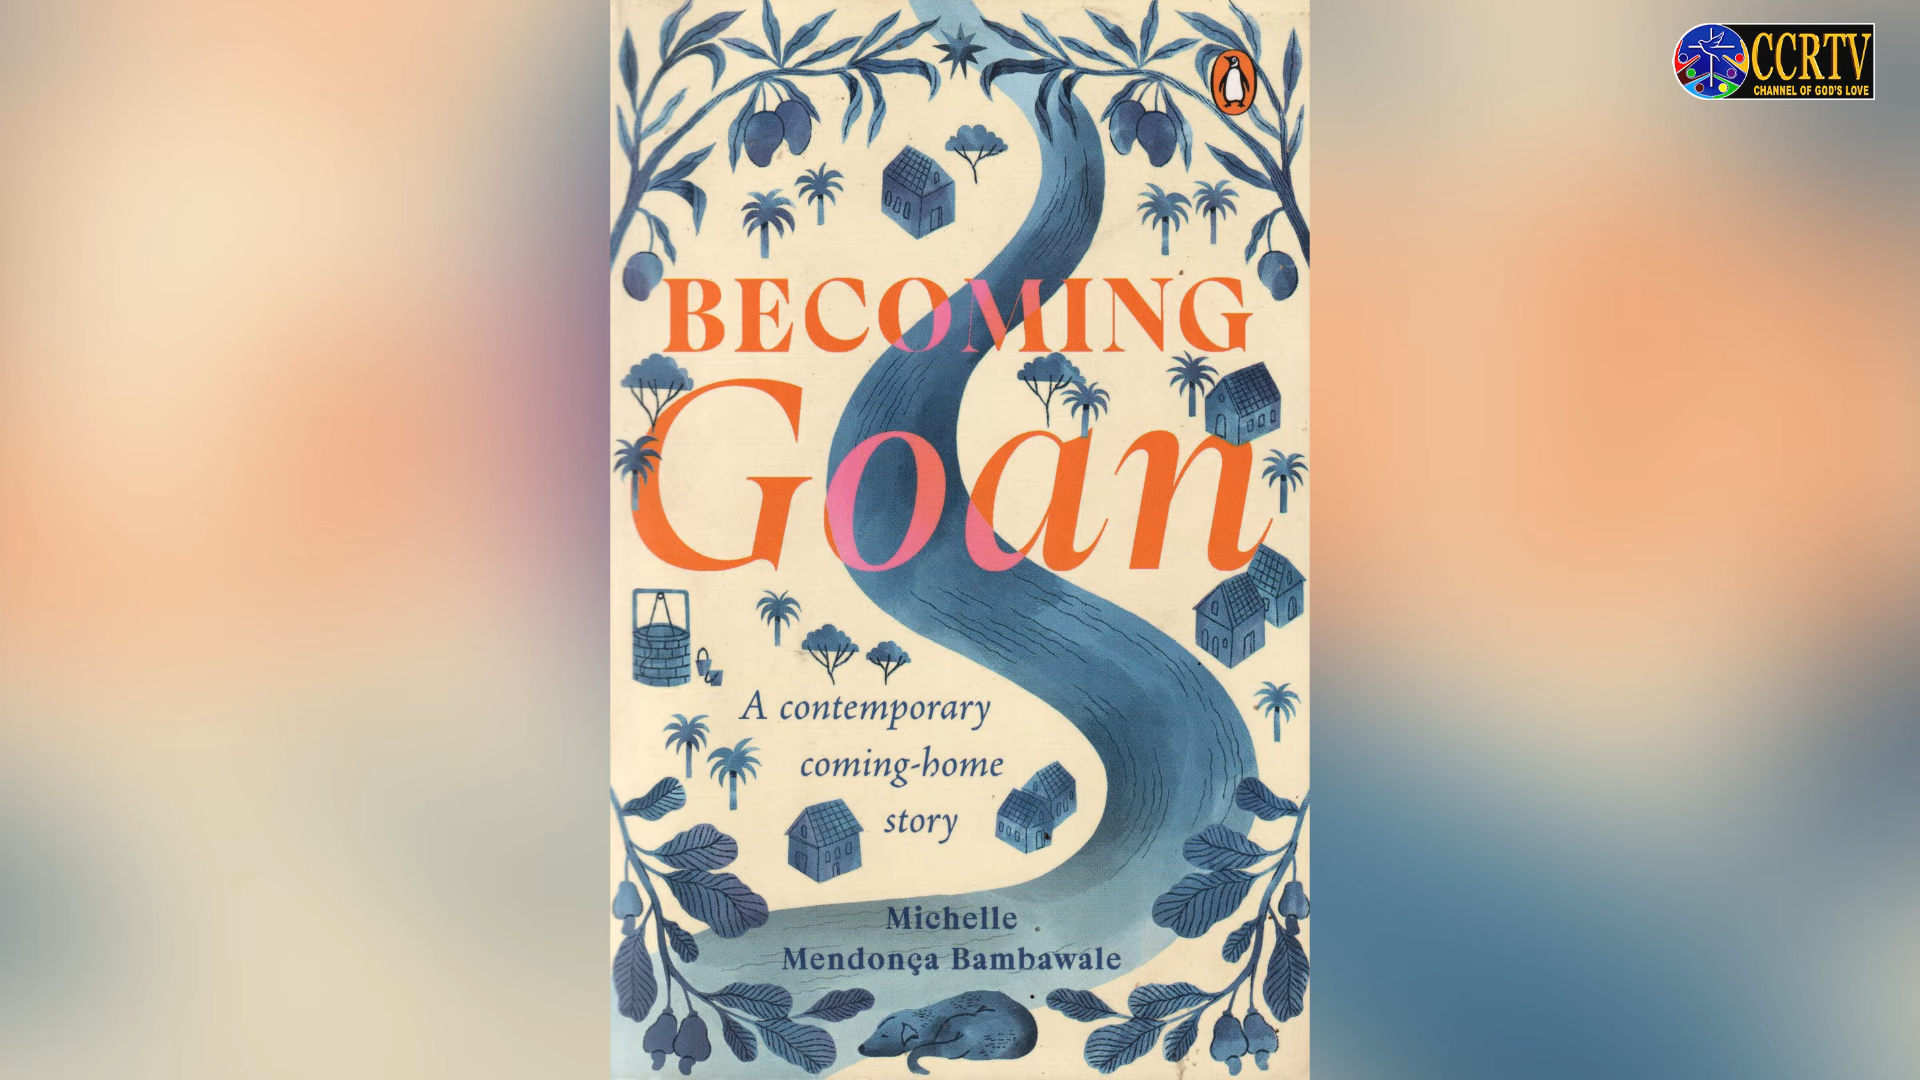 CCRTV
CHANNEL OF GOD'S LOVE
BECOMING
Goan
A contemporary
coming-home
story
Michelle
Mendonça Bambawale